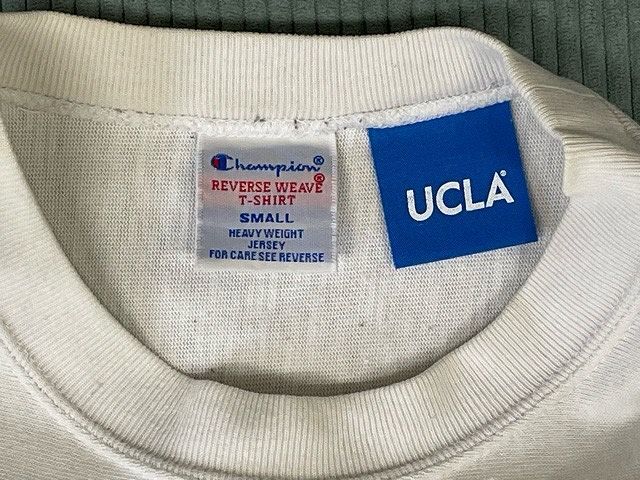 Champion®
REVERSE WEAVE®
T-SHIRT
SMALL
HEAVY WEIGHT
JERSEY
FOR CARE SEE REVERSE
UCLA®